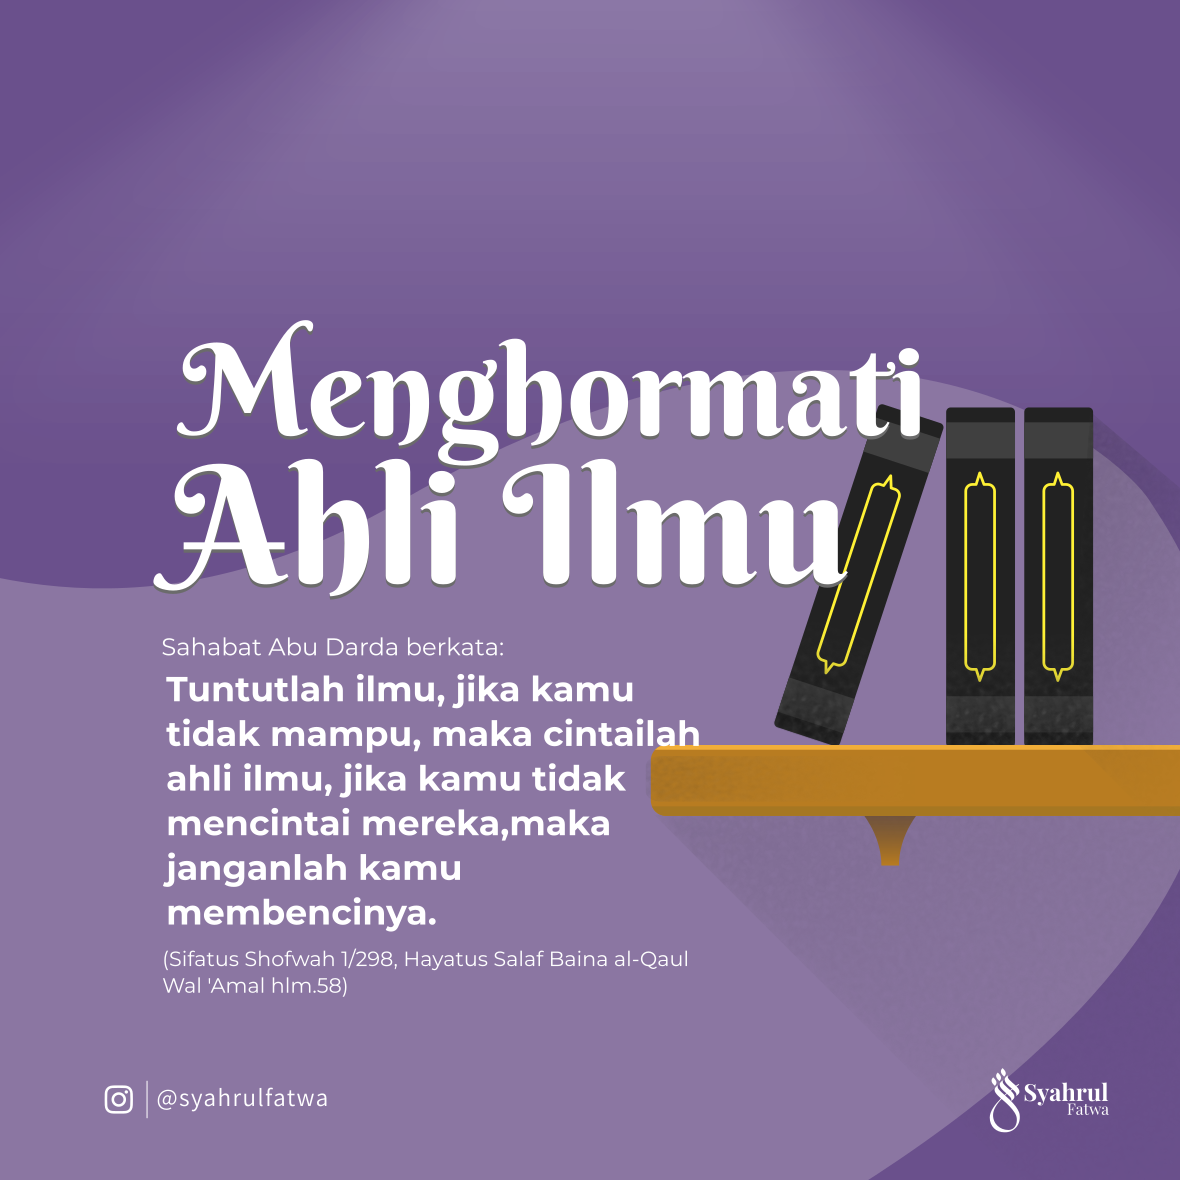 Menghormati
Ahli Ilmu
Sahabat Abu Darda berkata:
Tuntutlah ilmu, jika kamu
tidak mampu, maka cintailah
ahli ilmu, jika kamu tidak
mencintai mereka,maka
janganlah kamu
membencinya.
(Sifatus Shofwah 1/298, Hayatus Salaf Baina al-Qaul
Wal 'Amal hlm.58)
@syahrulfatwa
Syahrul
Fatwa